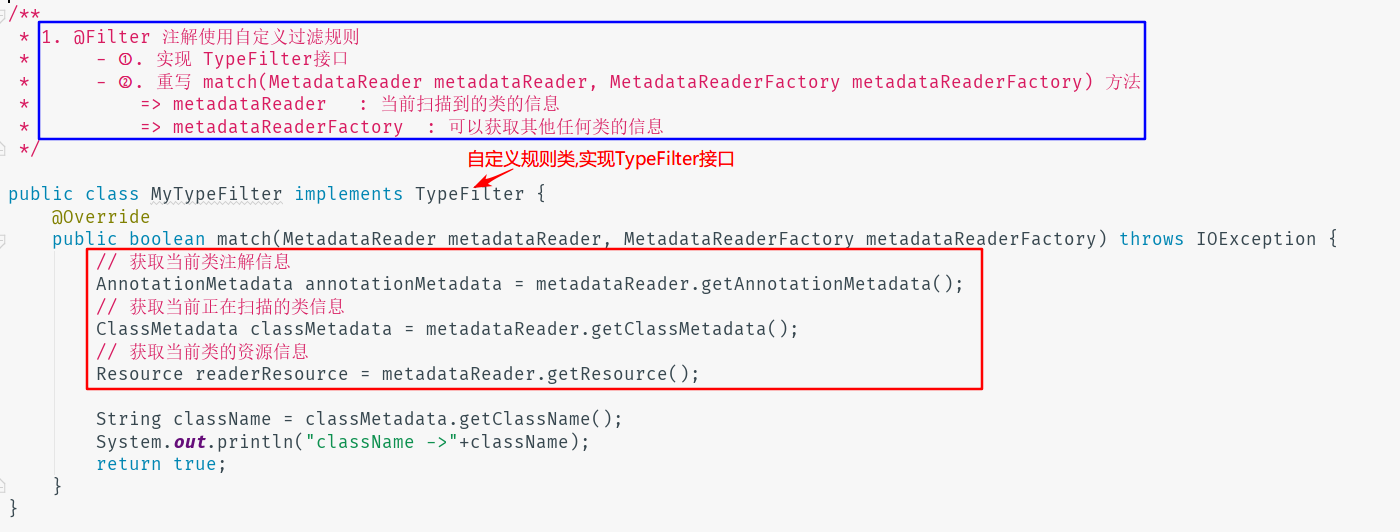 /**
 * 1. @Filter 注解使用自定义过滤规则
 *      - ①. 实现 TypeFilter接口
 *      - ②. 重写 match(MetadataReader metadataReader, MetadataReaderFactory metadataReaderFactory) 方法
 *          => metadataReader   : 当前扫描到的类的信息
 *          => metadataReaderFactory  : 可以获取其他任何类的信息
 */
自定义规则类,实现TypeFilter接口
public class MyTypeFilter implements TypeFilter {
    @Override
    public boolean match(MetadataReader metadataReader, MetadataReaderFactory metadataReaderFactory) throws IOException {
        // 获取当前类注解信息
        AnnotationMetadata annotationMetadata = metadataReader.getAnnotationMetadata();
        // 获取当前正在扫描的类信息
        ClassMetadata classMetadata = metadataReader.getClassMetadata();
        // 获取当前类的资源信息
        Resource readerResource = metadataReader.getResource();
        String className = classMetadata.getClassName();
        System.out.println("className ->"+className);
        return true;
    }
}